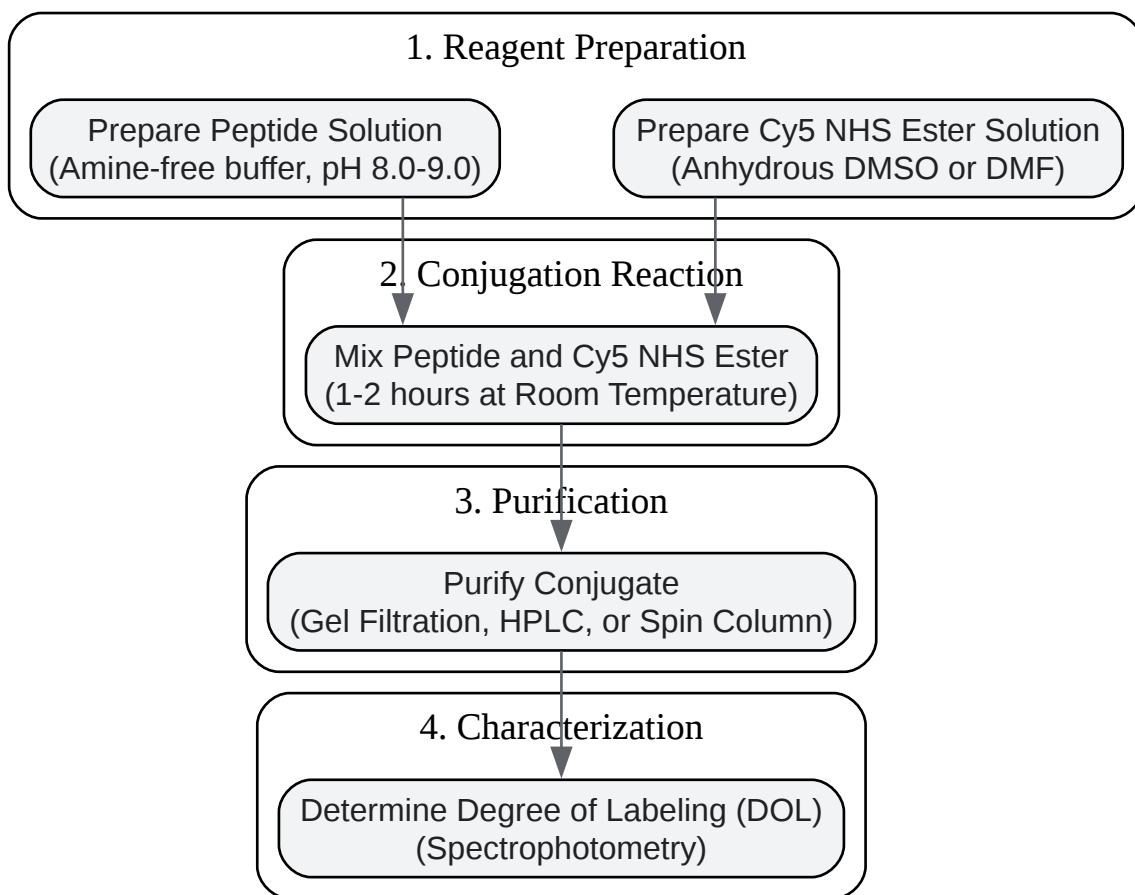 1. Reagent Preparation
Prepare Peptide Solution
(Amine-free buffer, pH 8.0-9.0)
Prepare Cy5 NHS Ester Solution
(Anhydrous DMSO or DMF)
2. Conjugation Reaction
Mix Peptide and Cy5 NHS Ester
(1-2 hours at Room Temperature)
3. Purification
Purify Conjugate
(Gel Filtration, HPLC, or Spin Column)
4. Characterization
Determine Degree of Labeling (DOL)
(Spectrophotometry)